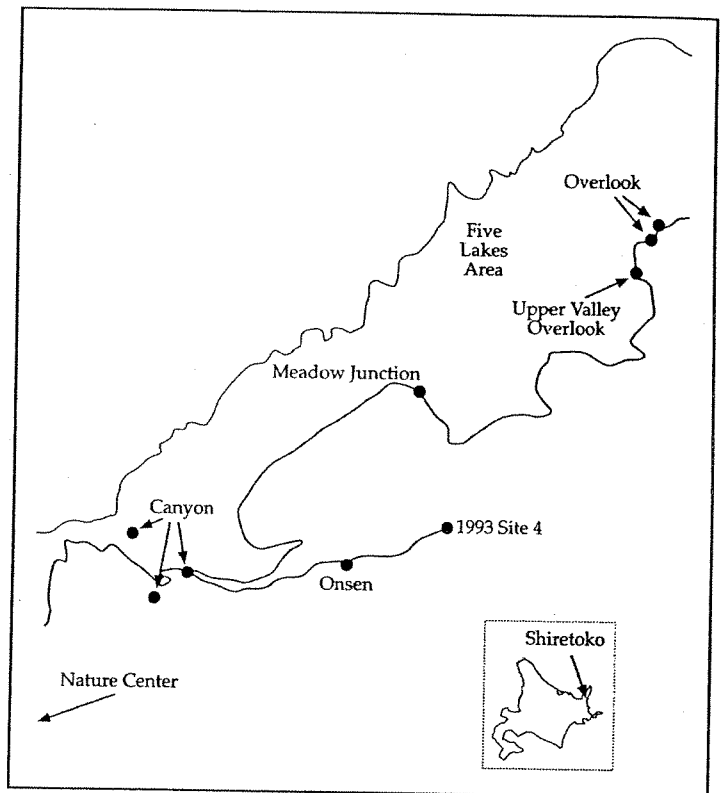 Overlook
Five
Lakes
Area
Upper Valley
Overlook
Meadow Junction
Canyon
1993 Site 4
Onsen
Shiretoko
Nature Center